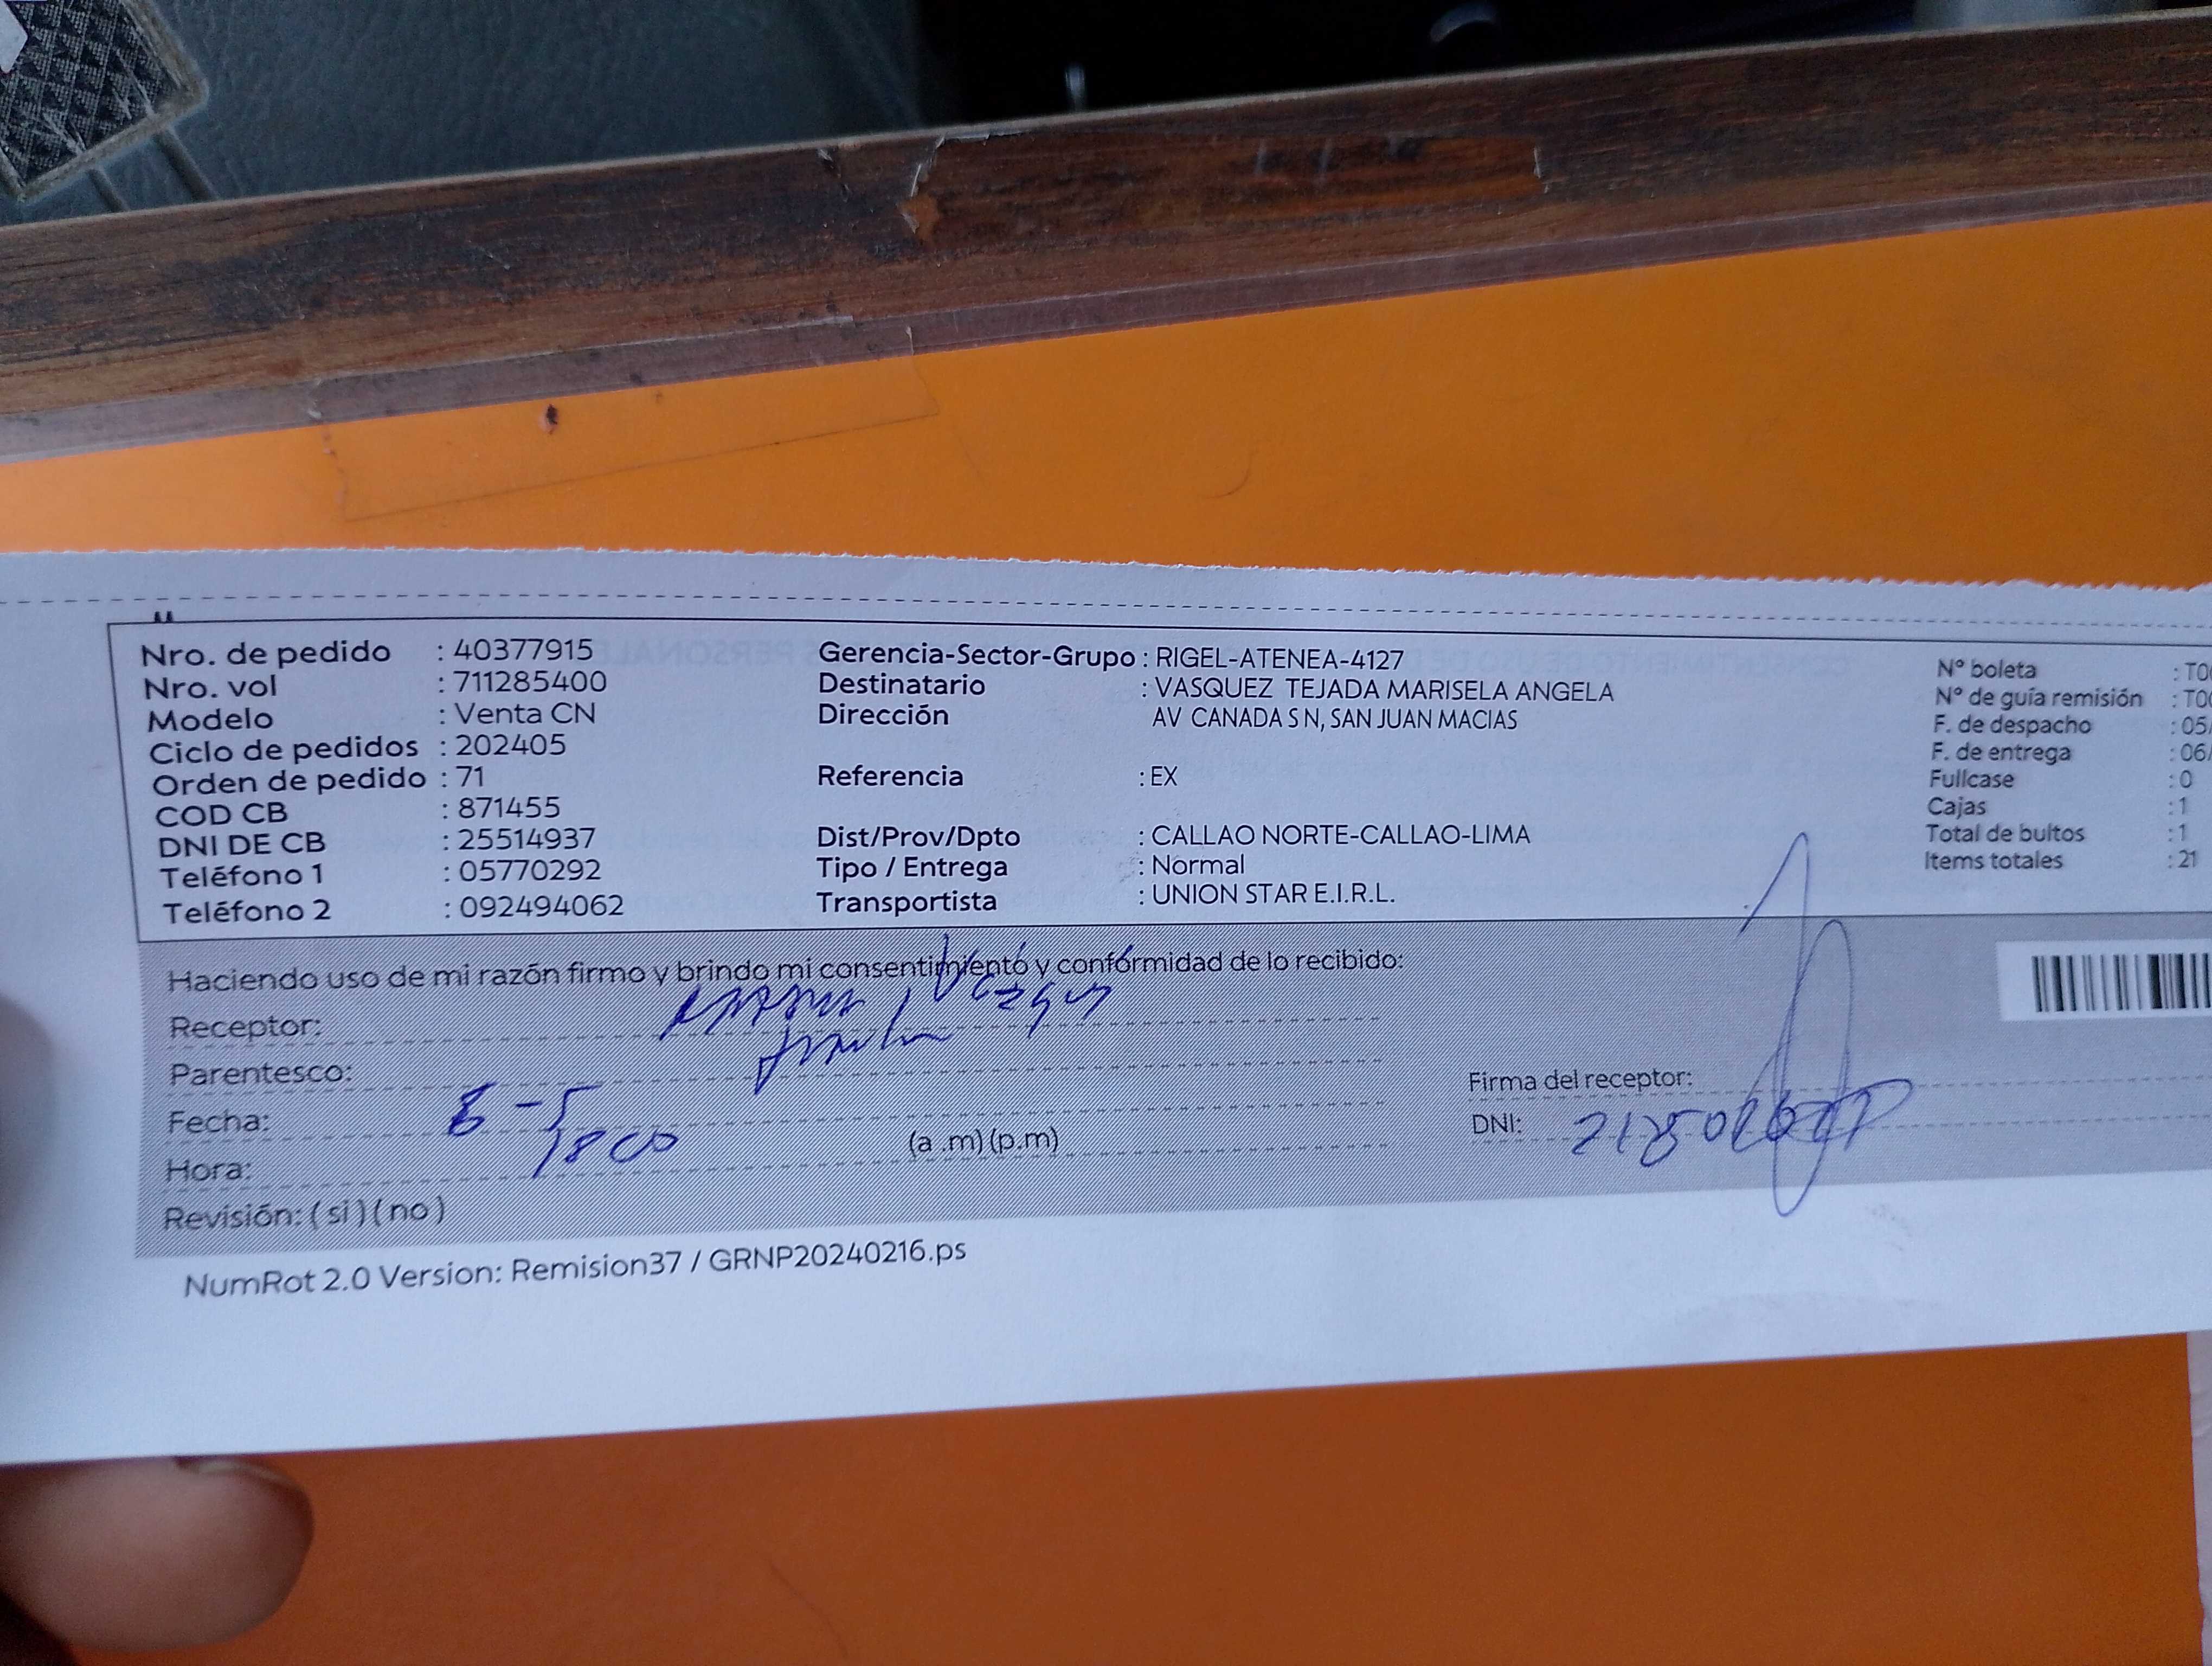 Nro. de pedido : 40377915
Nro. vol : 711285400
Modelo : Venta CN
Ciclo de pedidos : 202405
Orden de pedido : 71
COD CB : 871455
DNI DE CB : 25514937
Teléfono 1 : 05770292
Teléfono 2 : 092494062
Gerencia-Sector-Grupo : RIGEL-ATENEA-4127
Destinatario : VASQUEZ TEJADA MARISELA ANGELA
Dirección AV CANADA S N, SAN JUAN MACIAS
Referencia : EX
Dist/Prov/Dpto : CALLAO NORTE-CALLAO-LIMA
Tipo / Entrega : Normal
Transportista : UNION STAR E.I.R.L.
N° boleta : T00
N° de guía remisión : T00
F. de despacho : 05/
F. de entrega : 06/
Fullcase : 0
Cajas : 1
Total de bultos : 1
Items totales : 21
Haciendo uso de mi razón firmo y brindo mi consentimiento y confórmidad de lo recibido:
Receptor:
Parentesco:
Fecha: 8-5
Hora: 1800 (a .m) (p.m)
Revisión: ( si ) ( no )
Firma del receptor:
DNI:
NumRot 2.0 Version: Remision37 / GRNP20240216.ps